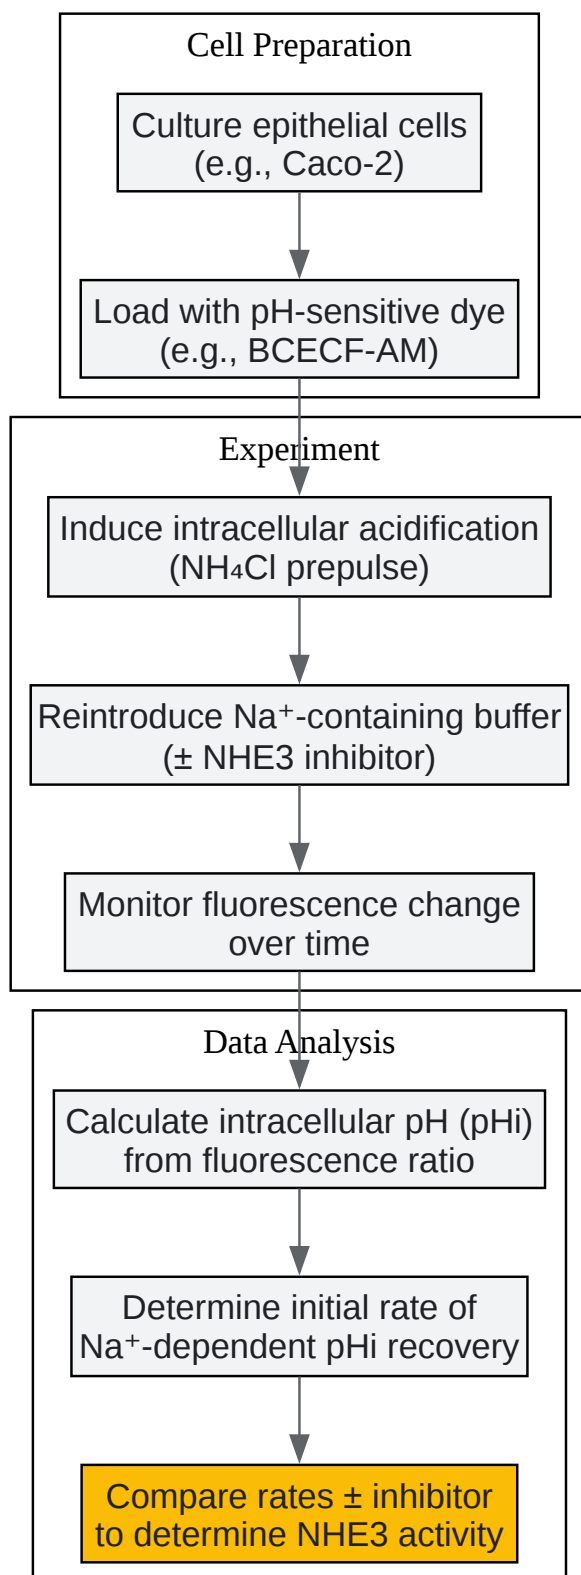 Cell Preparation
Culture epithelial cells
(e.g., Caco-2)
Load with pH-sensitive dye
(e.g., BCECF-AM)
Experiment
Induce intracellular acidification
(NH₄Cl prepulse)
Reintroduce Na⁺-containing buffer
(± NHE3 inhibitor)
Monitor fluorescence change
over time
Data Analysis
Calculate intracellular pH (pHi)
from fluorescence ratio
Determine initial rate of
Na⁺-dependent pHi recovery
Compare rates ± inhibitor
to determine NHE3 activity